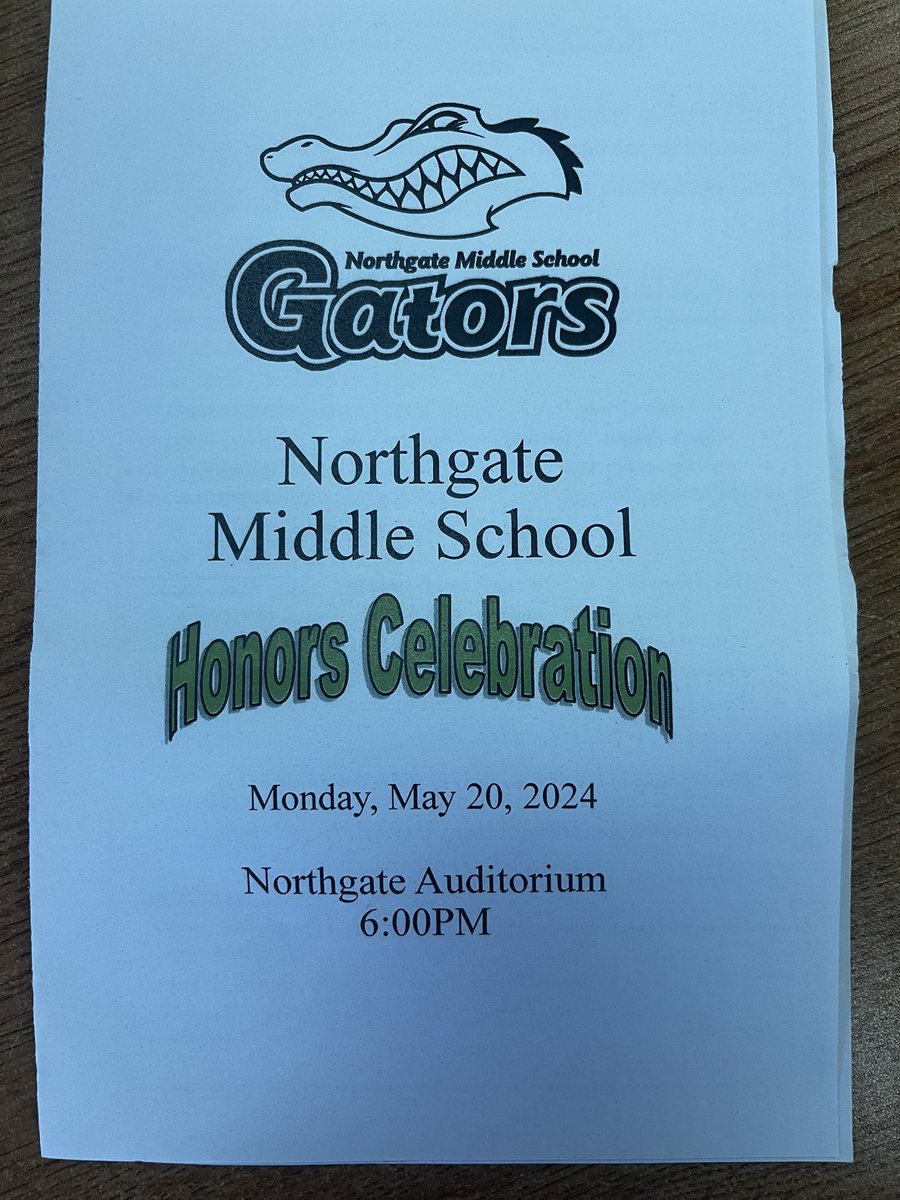 Northgate Middle School
Gators
Northgate
Middle School
Honors Celebration
Monday, May 20, 2024
Northgate Auditorium
6:00PM